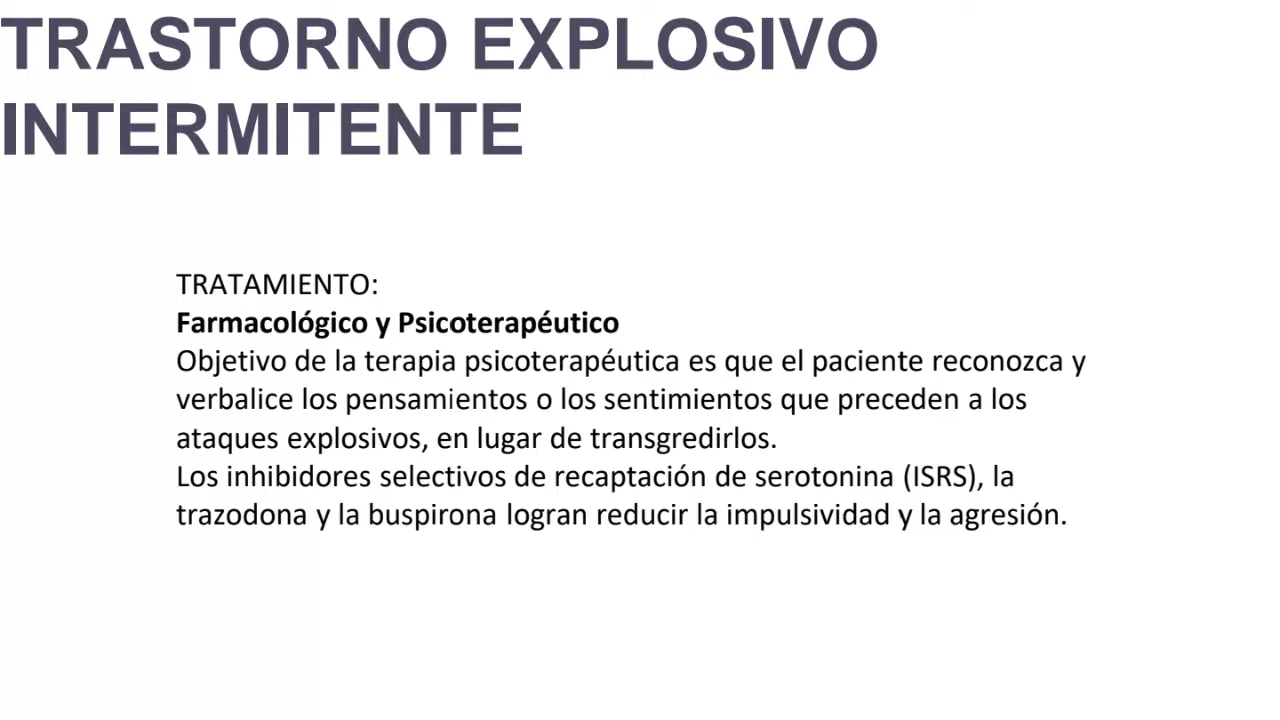 TRASTORNO EXPLOSIVO
INTERMITENTE
TRATAMIENTO:
Farmacológico y Psicoterapéutico
Objetivo de la terapia psicoterapéutica es que el paciente reconozca y
verbalice los pensamientos o los sentimientos que preceden a los
ataques explosivos, en lugar de transgredirlos.
Los inhibidores selectivos de recaptación de serotonina (ISRS), la
trazodona y la buspirona logran reducir la impulsividad y la agresión.